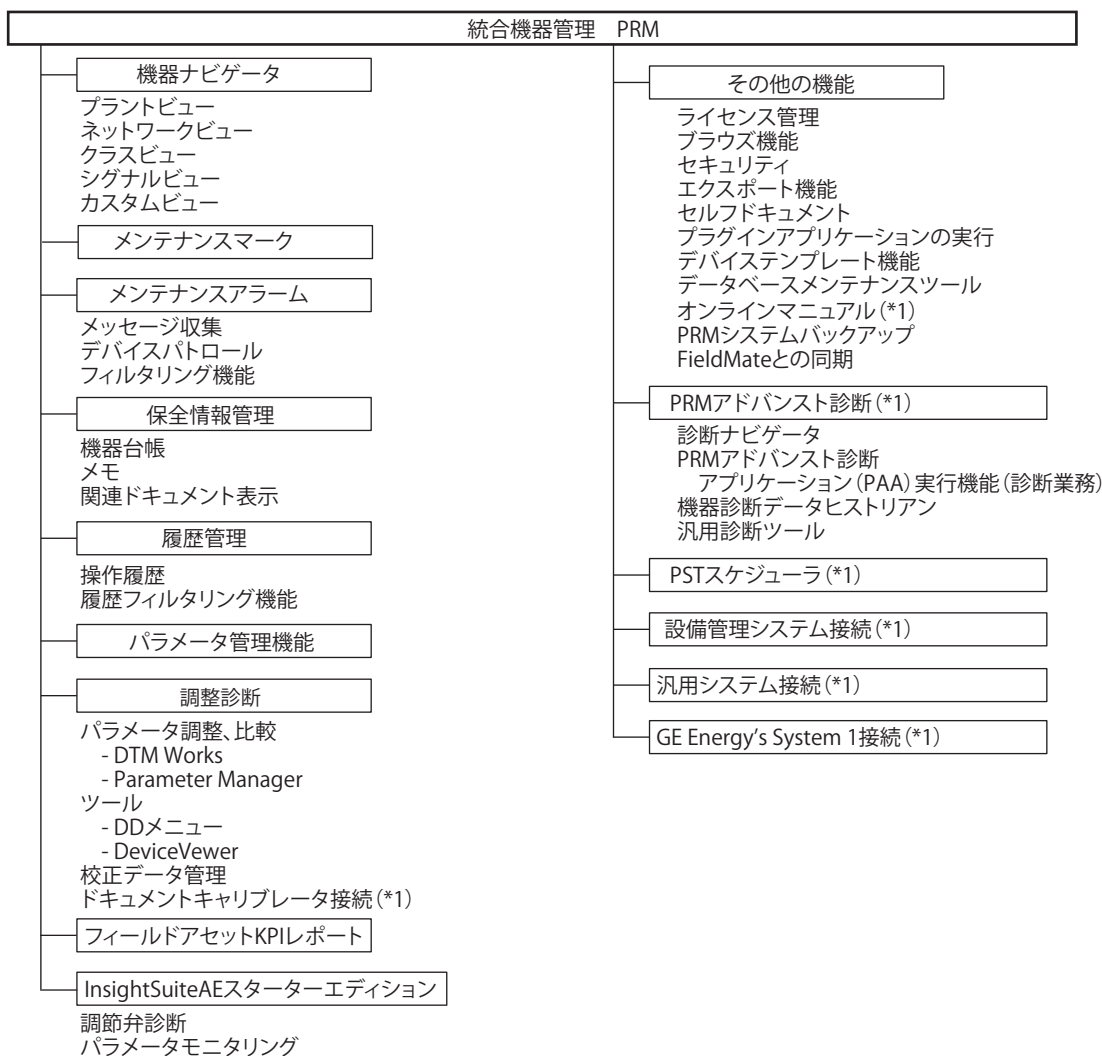 統合機器管理　PRM
機器ナビゲータ
プラントビュー
ネットワークビュー
クラスビュー
シグナルビュー
カスタムビュー
メンテナンスマーク
メンテナンスアラーム
メッセージ収集
デバイスパトロール
フィルタリング機能
保全情報管理
機器台帳
メモ
関連ドキュメント表示
履歴管理
操作履歴
履歴フィルタリング機能
パラメータ管理機能
調整診断
パラメータ調整、比較
- DTM Works
- Parameter Manager
ツール
- DDメニュー
- DeviceVewer
校正データ管理
ドキュメントキャリブレータ接続(*1)
フィールドアセットKPIレポート
InsightSuiteAEスターターエディション
調節弁診断
パラメータモニタリング
その他の機能
ライセンス管理
ブラウズ機能
セキュリティ
エクスポート機能
セルフドキュメント
プラグインアプリケーションの実行
デバイステンプレート機能
データベースメンテナンスツール
オンラインマニュアル(*1)
PRMシステムバックアップ
FieldMateとの同期
PRMアドバンスト診断(*1)
診断ナビゲータ
PRMアドバンスト診断
アプリケーション(PAA)実行機能(診断業務)
機器診断データヒストリアン
汎用診断ツール
PSTスケジューラ(*1)
設備管理システム接続(*1)
汎用システム接続(*1)
GE Energy's System 1接続(*1)